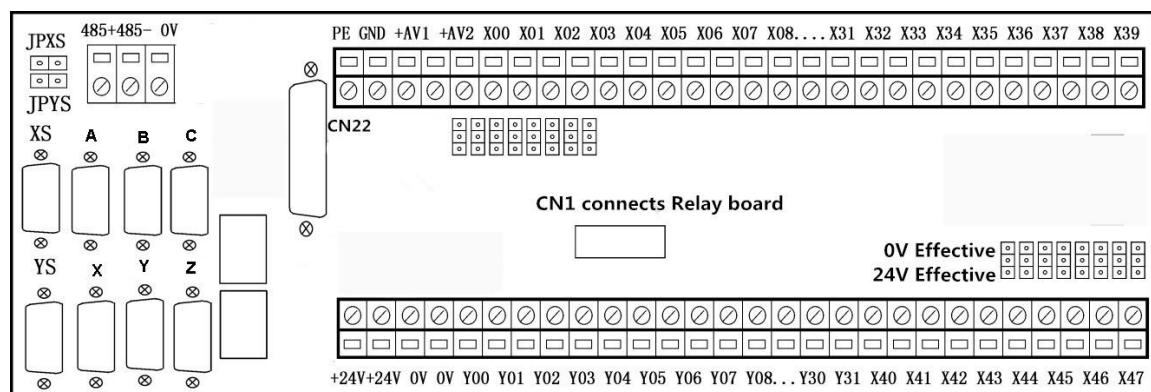 JPXS
485+485- 0V
JPYS
PE GND +AV1 +AV2 X00 X01 X02 X03 X04 X05 X06 X07 X08....X31 X32 X33 X34 X35 X36 X37 X38 X39
CN22
XS A B C
CN1 connects Relay board
0V Effective
24V Effective
YS X Y Z
+24V+24V 0V 0V Y00 Y01 Y02 Y03 Y04 Y05 Y06 Y07 Y08...Y30 Y31 X40 X41 X42 X43 X44 X45 X46 X47